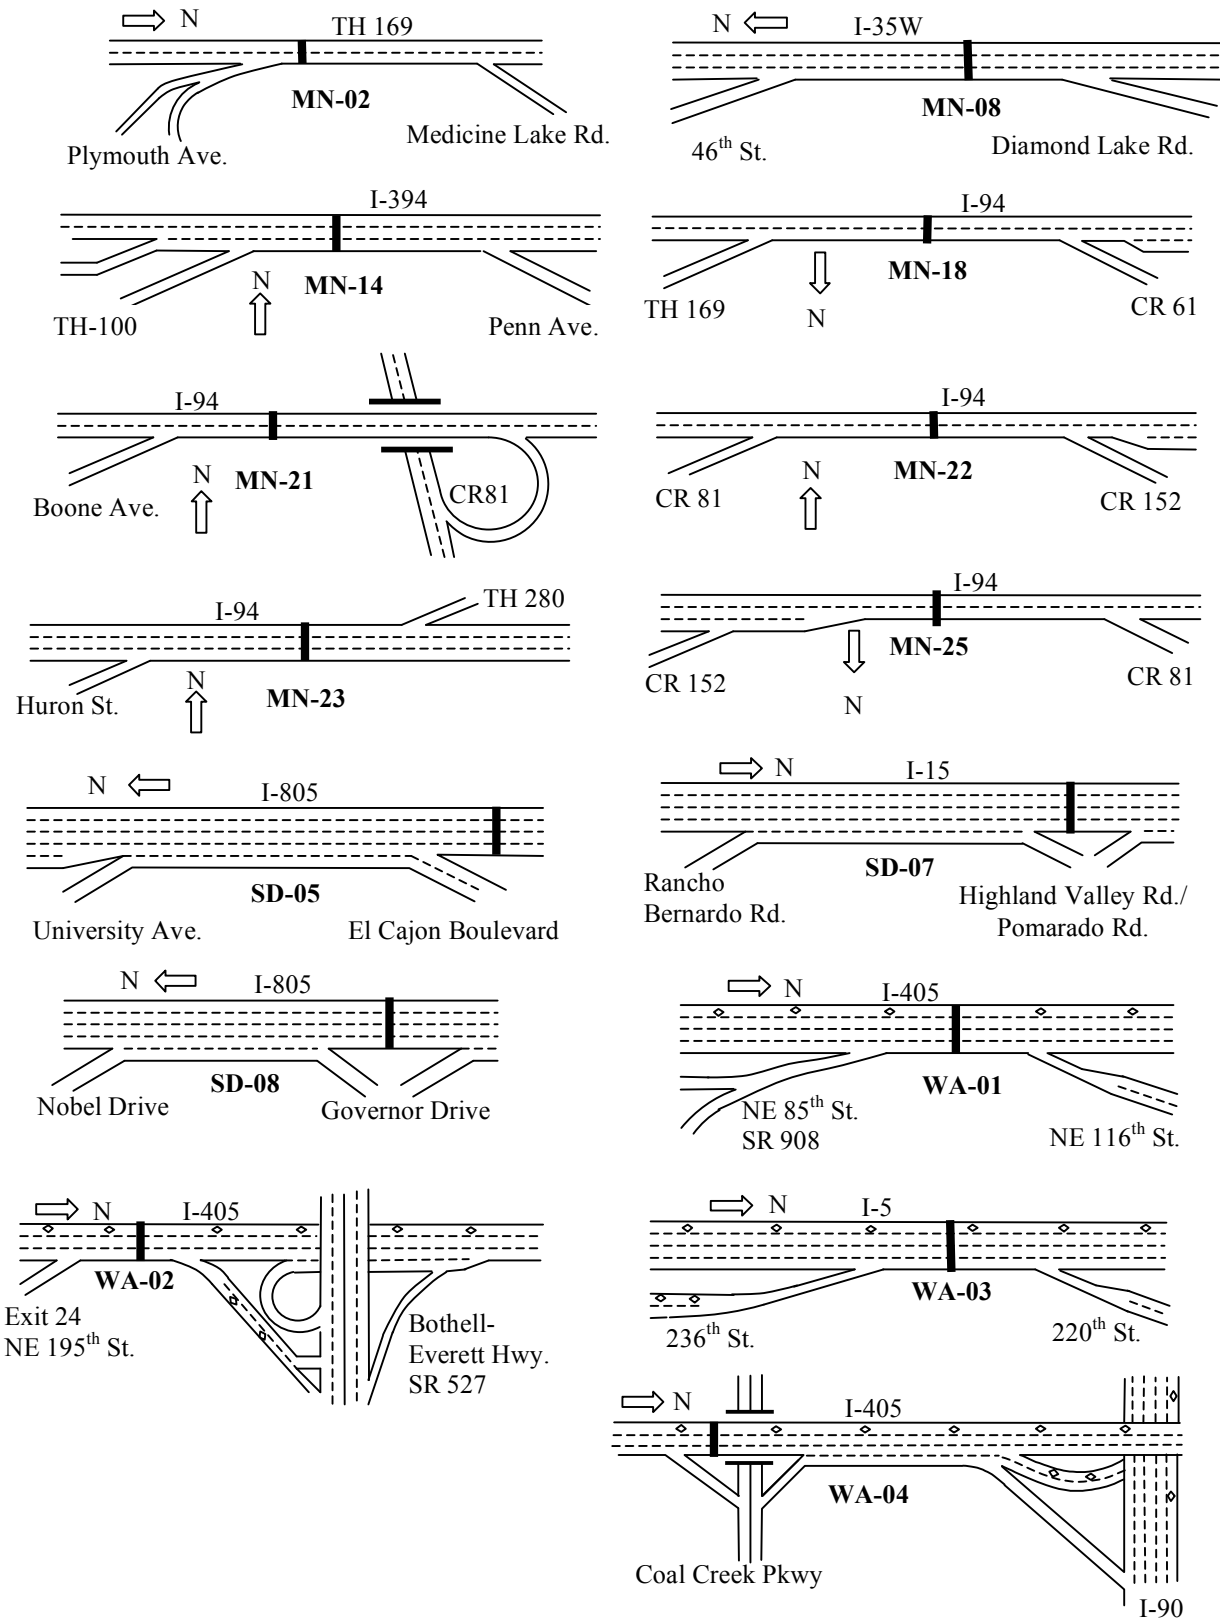 N
TH 169
MN-02
Plymouth Ave.
Medicine Lake Rd.
N
I-35W
MN-08
46th St.
Diamond Lake Rd.
I-394
N
MN-14
TH-100
Penn Ave.
I-94
MN-18
TH 169
N
CR 61
I-94
N
MN-21
CR81
Boone Ave.
I-94
N
MN-22
CR 81
CR 152
I-94
TH 280
N
MN-23
Huron St.
I-94
MN-25
CR 152
CR 81
N
N
I-805
SD-05
University Ave.
El Cajon Boulevard
N
I-15
SD-07
Rancho
Bernardo Rd.
Highland Valley Rd./
Pomarado Rd.
N
I-805
SD-08
Nobel Drive
Governor Drive
N
I-405
WA-01
NE 85th St.
SR 908
NE 116th St.
N
I-405
WA-02
Exit 24
NE 195th St.
Bothell-
Everett Hwy.
SR 527
N
I-5
WA-03
236th St.
220th St.
N
I-405
WA-04
Coal Creek Pkwy
I-90